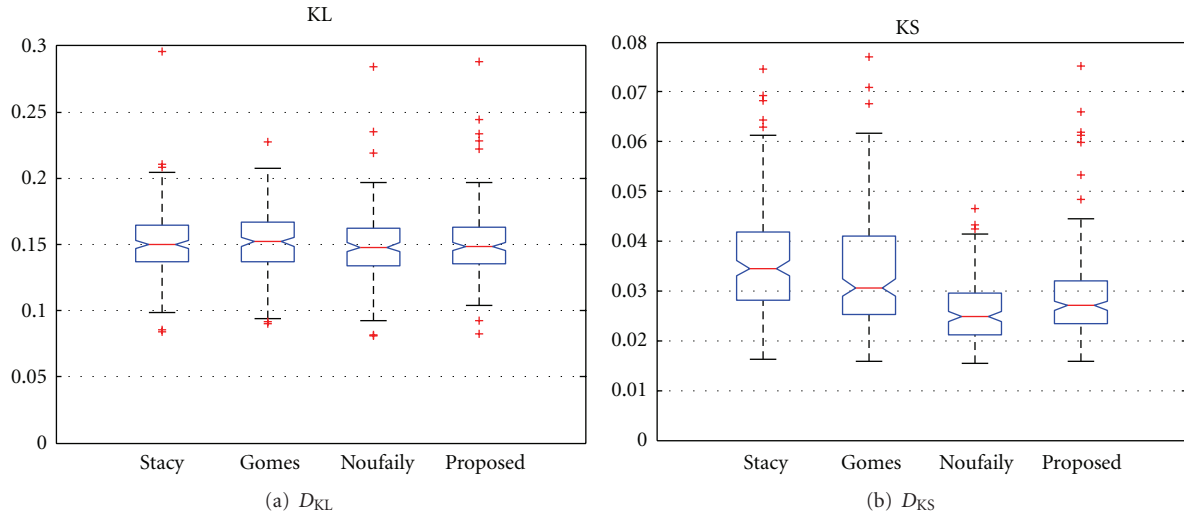 KL
0.3
0.25
0.2
0.15
0.1
0.05
0
Stacy Gomes Noufaily Proposed
(a) D_KL
KS
0.08
0.07
0.06
0.05
0.04
0.03
0.02
0.01
0
Stacy Gomes Noufaily Proposed
(b) D_KS